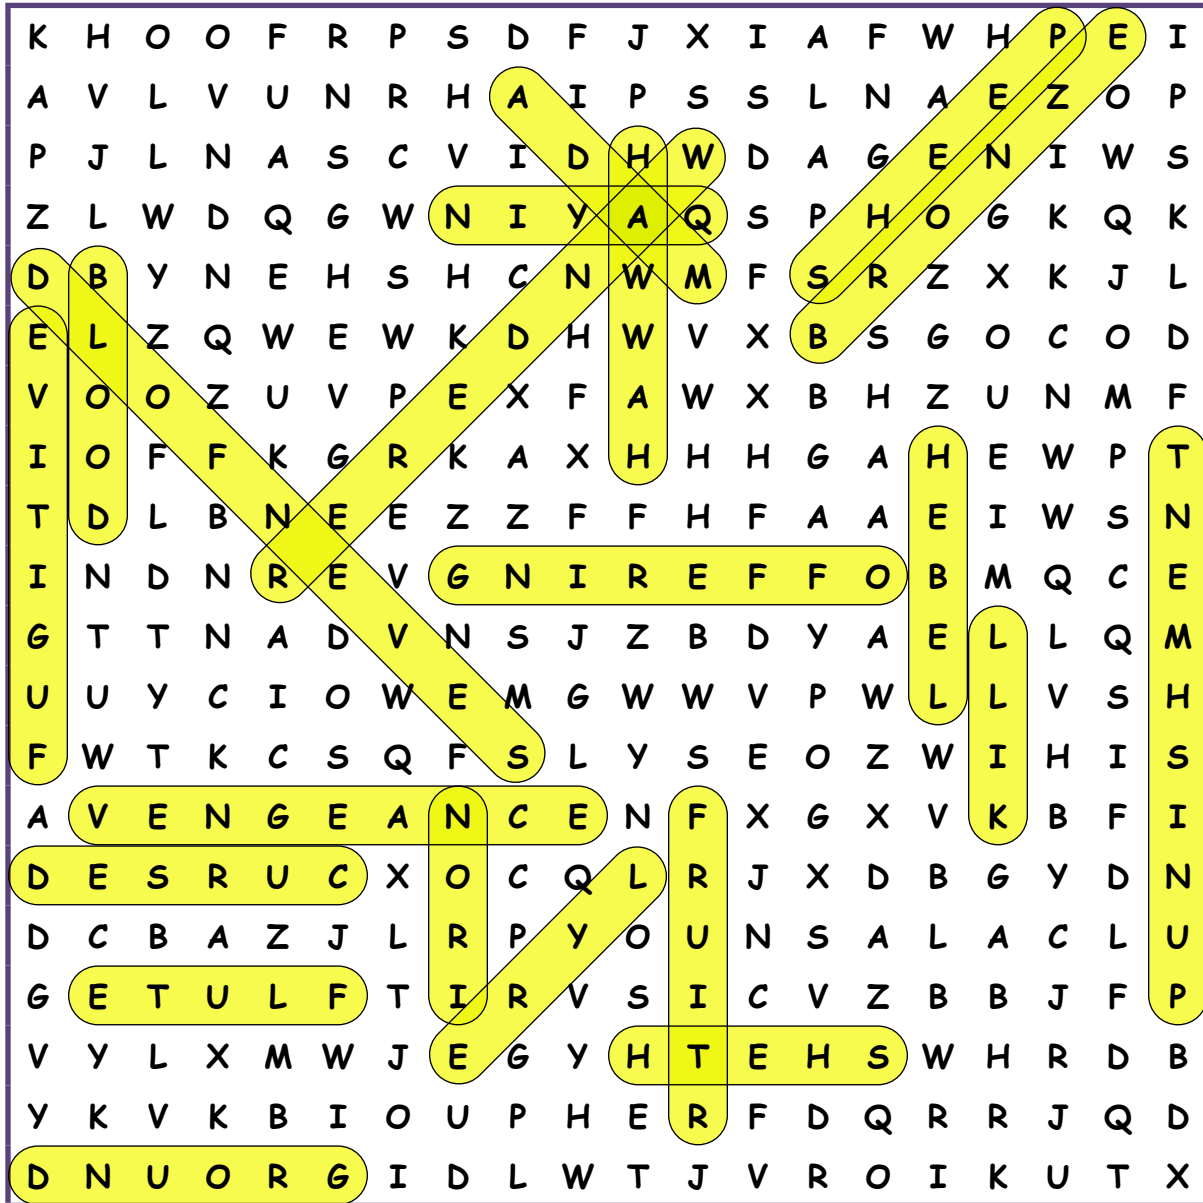 K H O O F R P S D F J X I A F W H P E I
A V L V U N R H A I P S S L N A E Z O P
P J L N A S C V I D H W D A G E N I W S
Z L W D Q G W N I Y A Q S P H O G K Q K
D B Y N E H S H C N W M F S R Z X K J L
E L Z Q W E W K D H W V X B S G O C O D
V O O Z U V P E X F A W X B H Z U N M F
I O F F K G R K A X H H H G A H E W P T
T D L B N E E Z Z F F H F A A E I W S N
I N D N R E V G N I R E F F O B M Q C E
G T T N A D V N S J Z B D Y A E L L Q M
U U Y C I O W E M G W W V P W L L V S H
F W T K C S Q F S L Y S E O Z W I H I S
A V E N G E A N C E N F X G X V K B F I
D E S R U C X O C Q L R J X D B G Y D N
D C B A Z J L R P Y O U N S A L A C L U
G E T U L F T I R V S I C V Z B B J F P
V Y L X M W J E G Y H T E H S W H R D B
Y K V K B I O U P H E R F D Q R R J Q D
D N U O R G I D L W T J V R O I K U T X